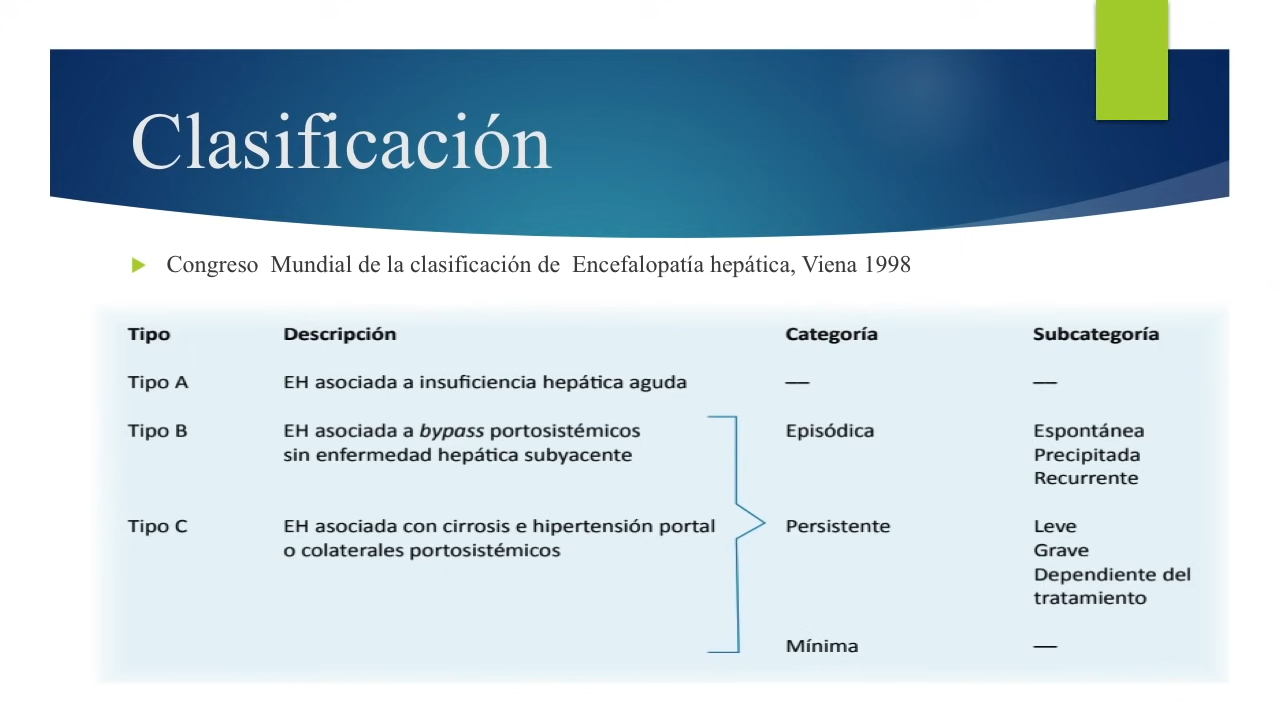 Clasificación
Congreso  Mundial de la clasificación de  Encefalopatía hepática, Viena 1998
Tipo Descripción Categoría Subcategoría
Tipo A EH asociada a insuficiencia hepática aguda — —
Tipo B EH asociada a bypass portosistémicos Episódica Espontánea
sin enfermedad hepática subyacente Precipitada
Recurrente
Tipo C EH asociada con cirrosis e hipertensión portal Persistente Leve
o colaterales portosistémicos Grave
Dependiente del
tratamiento
Mínima —